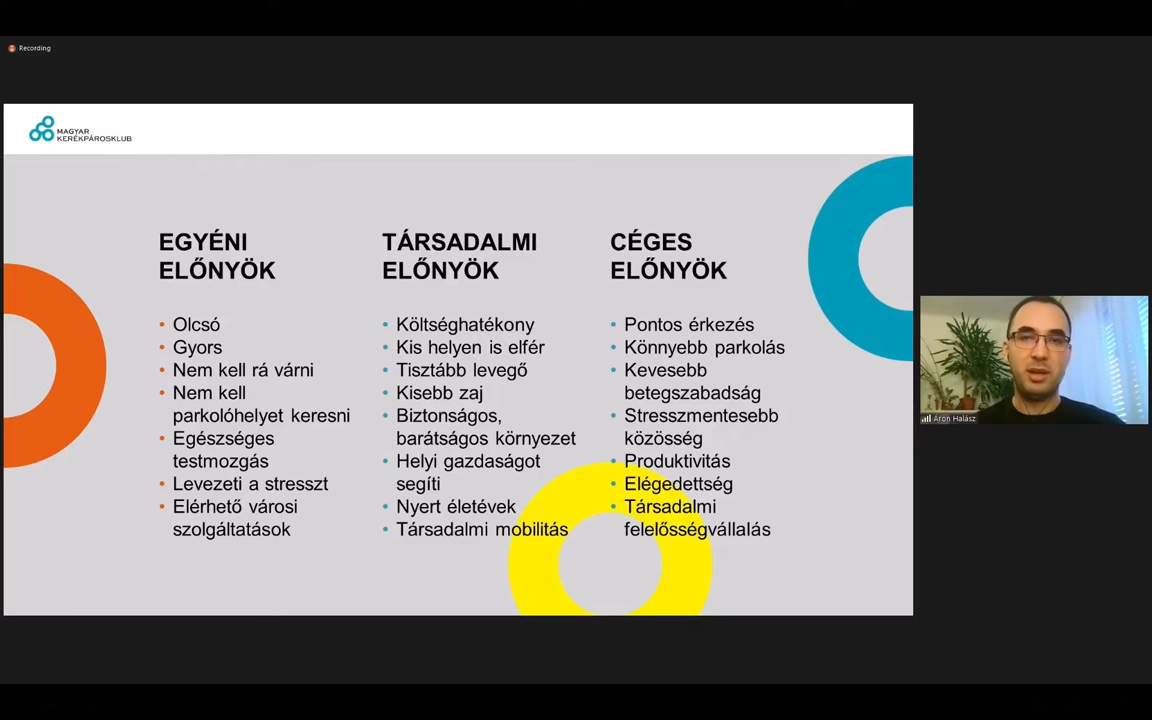 Recording
MAGYAR
KERÉKPÁROSKLUB
EGYÉNI
ELŐNYÖK
• Olcsó
• Gyors
• Nem kell rá várni
• Nem kell
parkolóhelyet keresni
• Egészséges
testmozgás
• Levezeti a stresszt
• Elérhető városi
szolgáltatások
TÁRSADALMI
ELŐNYÖK
• Költséghatékony
• Kis helyen is elfér
• Tisztább levegő
• Kisebb zaj
• Biztonságos,
barátságos környezet
• Helyi gazdaságot
segíti
• Nyert életévek
• Társadalmi mobilitás
CÉGES
ELŐNYÖK
• Pontos érkezés
• Könnyebb parkolás
• Kevesebb
betegszabadság
• Stresszmentesebb
közösség
• Produktivitás
• Elégedettség
• Társadalmi
felelősségvállalás
Áron Halász